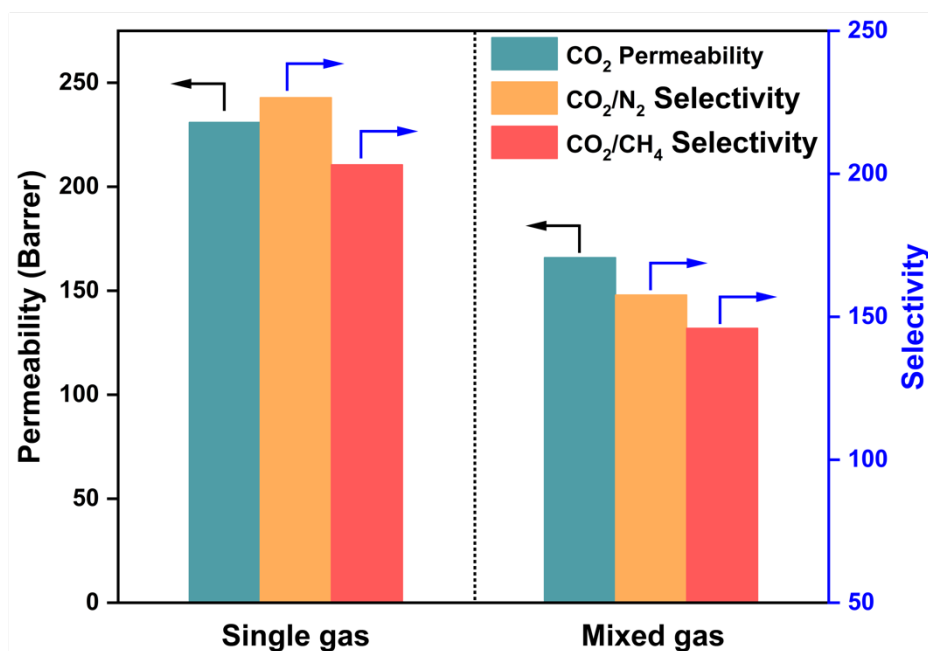 CO₂ Permeability
CO₂/N₂ Selectivity
CO₂/CH₄ Selectivity
Permeability (Barrer)
250
200
150
100
50
0
Selectivity
250
200
150
100
50
Single gas
Mixed gas